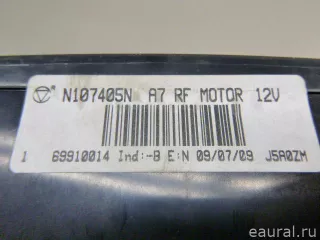 N107405N A7 RF MOTOR 12V
1 69910014 Ind:-B E:N 09/07/09 J5A0ZM
eaural.ru